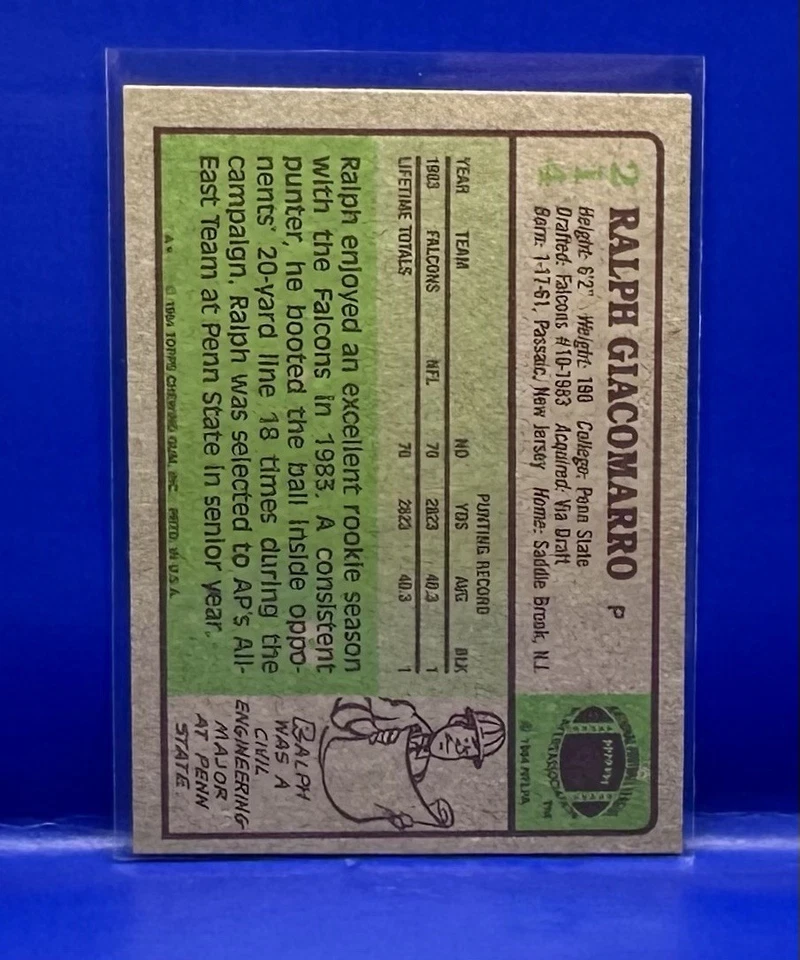 214
RALPH GIACOMARRO P
Height: 6'2" Weight: 190 College: Penn State
Drafted: Falcons #10-1983 Acquired: Via Draft
Born: 1-17-61, Passaic, New Jersey Home: Saddle Brook, N.J.
© 1984 NFLPA
PUNTING RECORD
YEAR TEAM NO YDS AVG BLK
1983 FALCONS NFL 70 2823 40.3 1
LIFETIME TOTALS 70 2823 40.3 1
Ralph enjoyed an excellent rookie season
with the Falcons in 1983. A consistent
punter, he booted the ball inside oppo-
nents' 20-yard line 18 times during the
campaign. Ralph was selected to AP's All-
East Team at Penn State in senior year.
RALPH
WAS A
CIVIL
ENGINEERING
MAJOR
AT PENN
STATE.
A* © 1984 TOPPS CHEWING GUM, INC. PRTD. IN U.S.A.